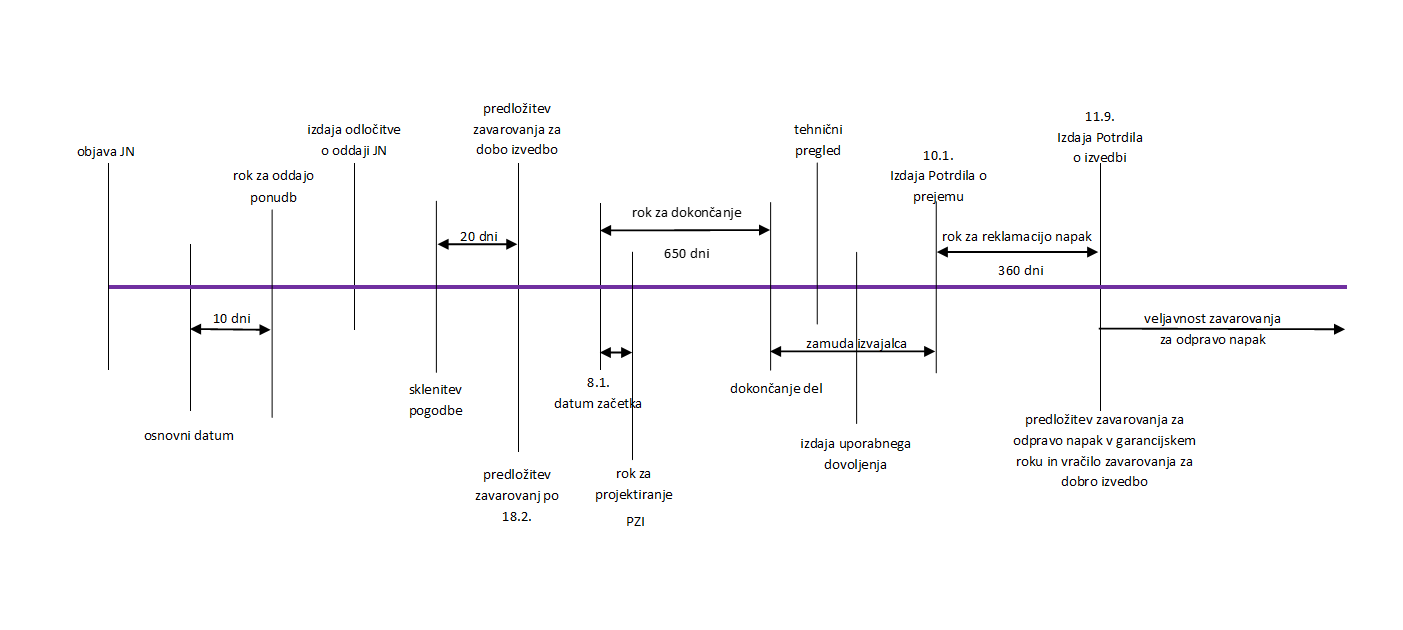 objava JN
rok za oddajo
ponudb
izdaja odločitve
o oddaji JN
predložitev
zavarovanja za
dobo izvedbo
20 dni
rok za dokončanje
650 dni
tehnični
pregled
10.1.
Izdaja Potrdila o
prejemu
rok za reklamacijo napak
360 dni
11.9.
Izdaja Potrdila
o izvedbi
10 dni
osnovni datum
sklenitev
pogodbe
predložitev
zavarovanj po
18.2.
8.1.
datum začetka
rok za
projektiranje
PZI
zamuda izvajalca
dokončanje del
izdaja uporabnega
dovoljenja
veljavnost zavarovanja
za odpravo napak
predložitev zavarovanja za
odpravo napak v garancijskem
roku in vračilo zavarovanja za
dobro izvedbo